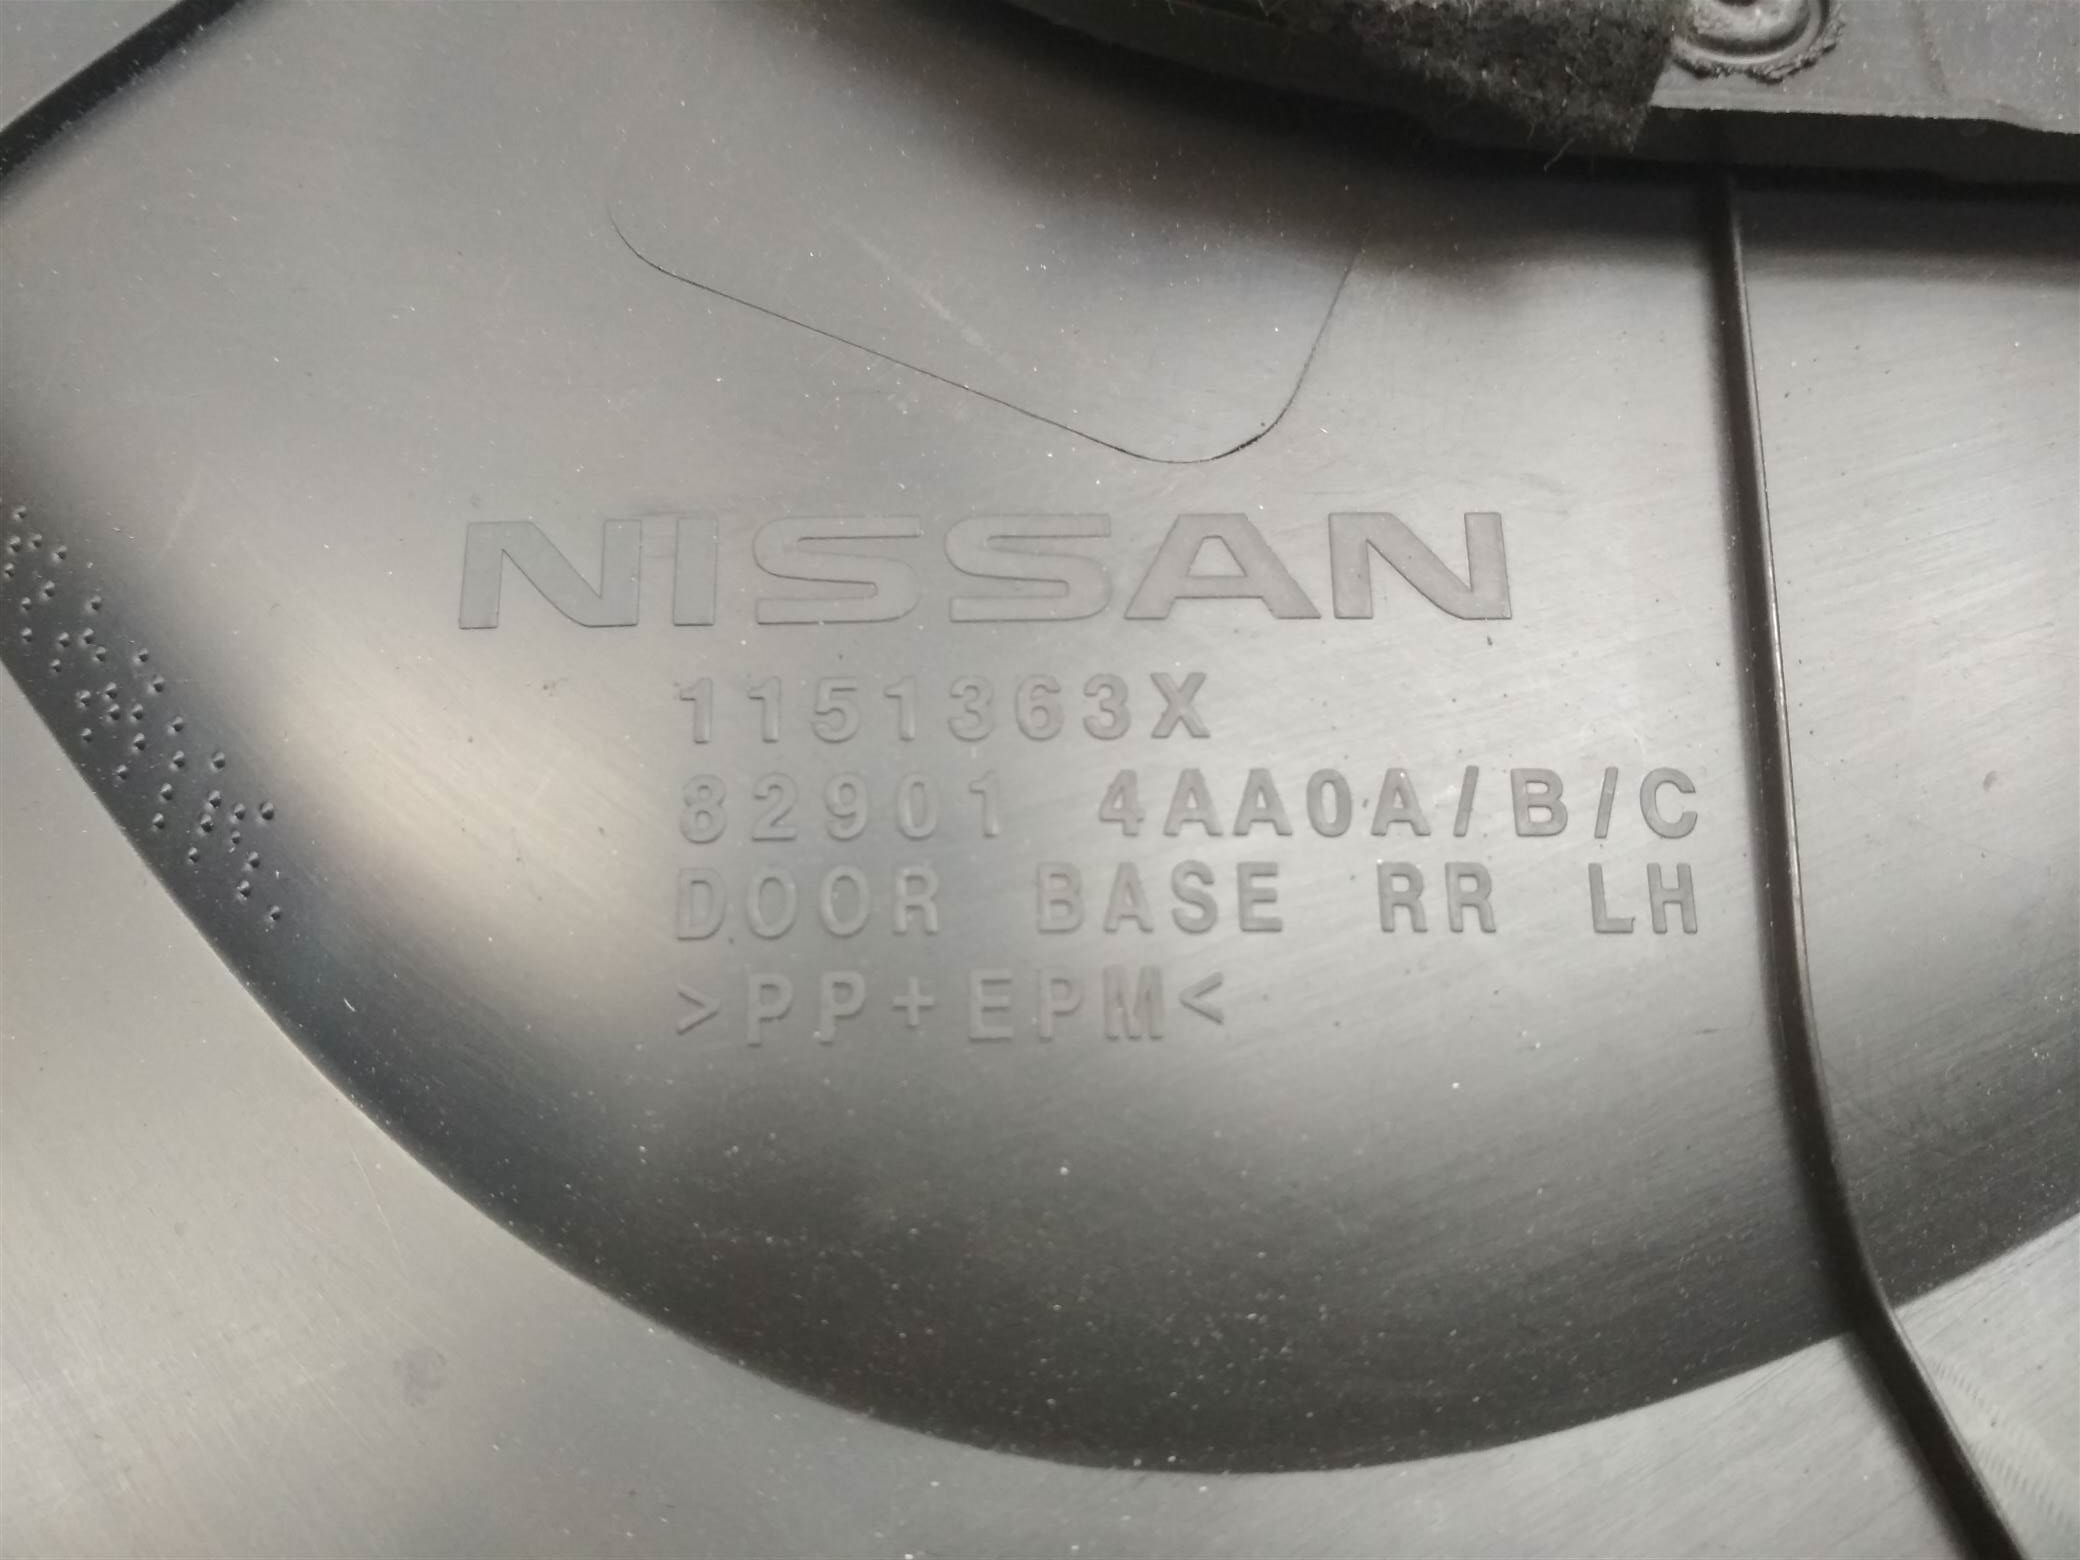 NISSAN
1151363X
82901 4AA0A/B/C
DOOR BASE RR LH
>PP+EPM<